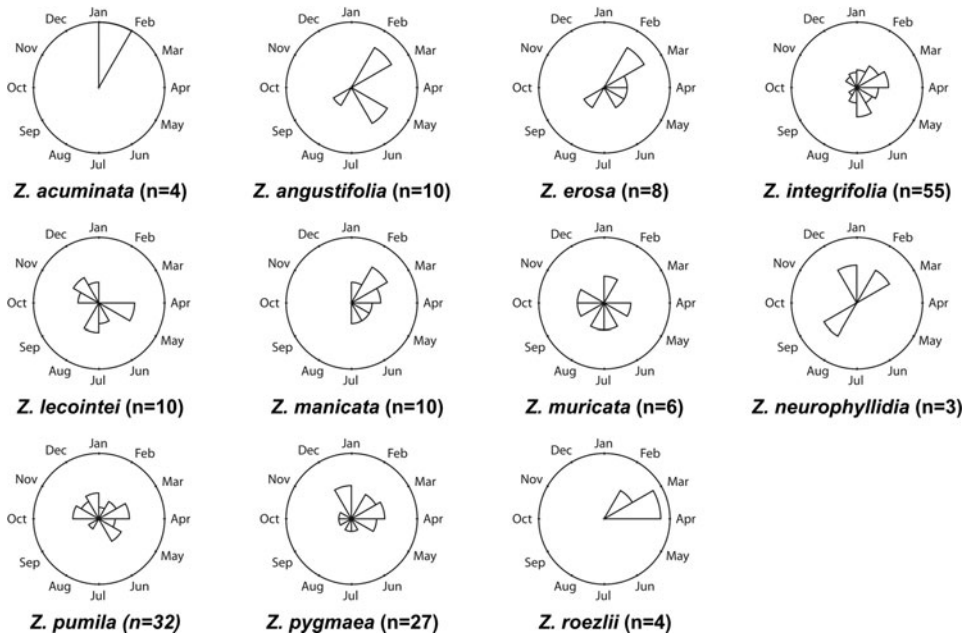 Jan
Dec Feb
Nov Mar
Oct Apr
Sep May
Aug Jun
Jul
Z. acuminata (n=4)
Jan
Dec Feb
Nov Mar
Oct Apr
Sep May
Aug Jun
Jul
Z. angustifolia (n=10)
Jan
Dec Feb
Nov Mar
Oct Apr
Sep May
Aug Jun
Jul
Z. erosa (n=8)
Jan
Dec Feb
Nov Mar
Oct Apr
Sep May
Aug Jun
Jul
Z. integrifolia (n=55)
Jan
Dec Feb
Nov Mar
Oct Apr
Sep May
Aug Jun
Jul
Z. lecointei (n=10)
Jan
Dec Feb
Nov Mar
Oct Apr
Sep May
Aug Jun
Jul
Z. manicata (n=10)
Jan
Dec Feb
Nov Mar
Oct Apr
Sep May
Aug Jun
Jul
Z. muricata (n=6)
Jan
Dec Feb
Nov Mar
Oct Apr
Sep May
Aug Jun
Jul
Z. neurophyllidia (n=3)
Jan
Dec Feb
Nov Mar
Oct Apr
Sep May
Aug Jun
Jul
Z. pumila (n=32)
Jan
Dec Feb
Nov Mar
Oct Apr
Sep May
Aug Jun
Jul
Z. pygmaea (n=27)
Jan
Dec Feb
Nov Mar
Oct Apr
Sep May
Aug Jun
Jul
Z. roezlii (n=4)